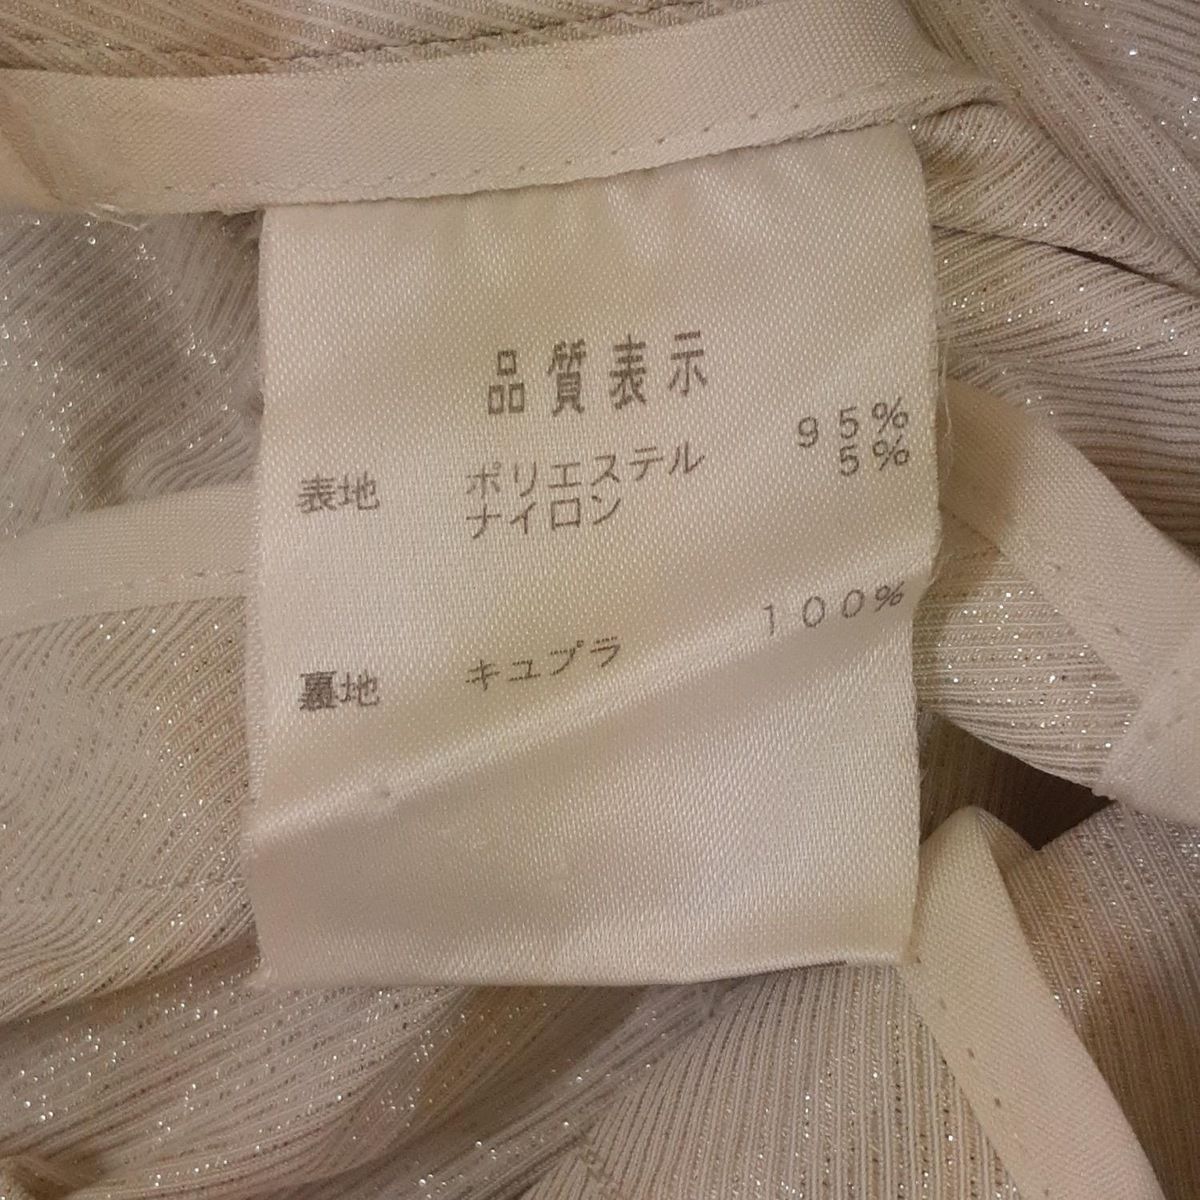 品質表示
表地 ポリエステル 95%
ナイロン 5%
裏地 キュプラ 100%